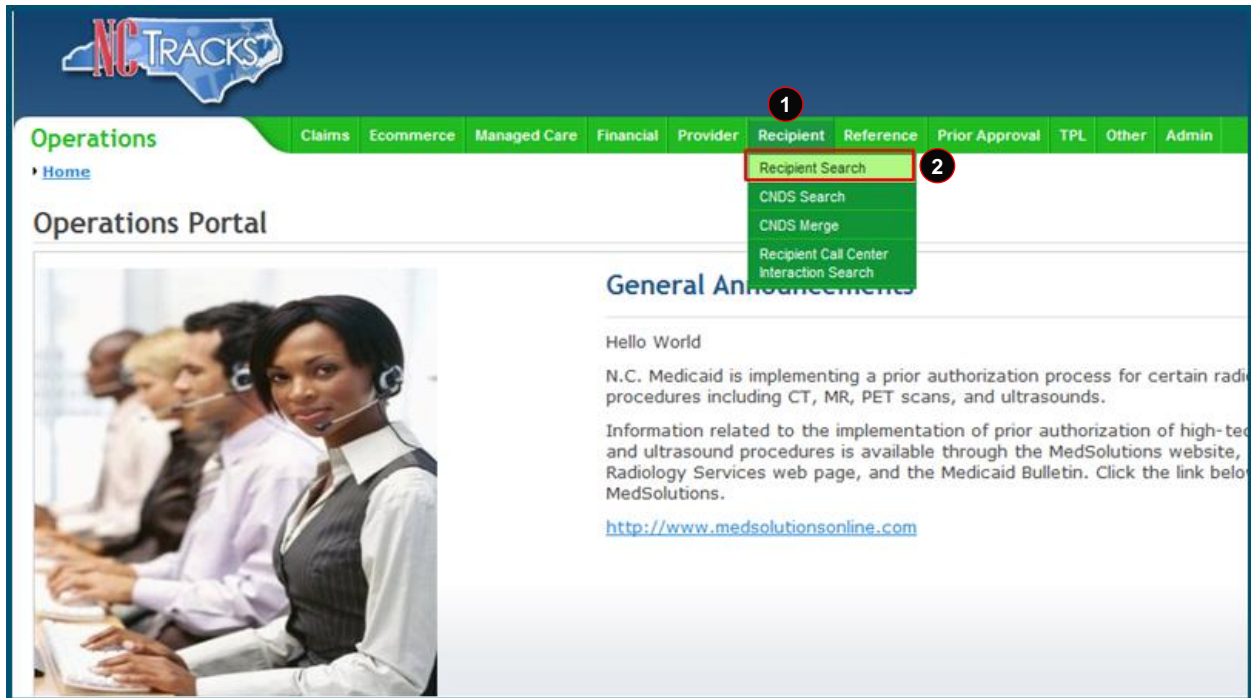 NCTRACKS
1
Operations
Claims Ecommerce Managed Care Financial Provider Recipient Reference Prior Approval TPL Other Admin
Home
Recipient Search
2
CNDS Search
CNDS Merge
Recipient Call Center
Interaction Search
Operations Portal
General Announcements
Hello World
N.C. Medicaid is implementing a prior authorization process for certain radi
procedures including CT, MR, PET scans, and ultrasounds.
Information related to the implementation of prior authorization of high-tec
and ultrasound procedures is available through the MedSolutions website,
Radiology Services web page, and the Medicaid Bulletin. Click the link belo
MedSolutions.
http://www.medsolutionsonline.com